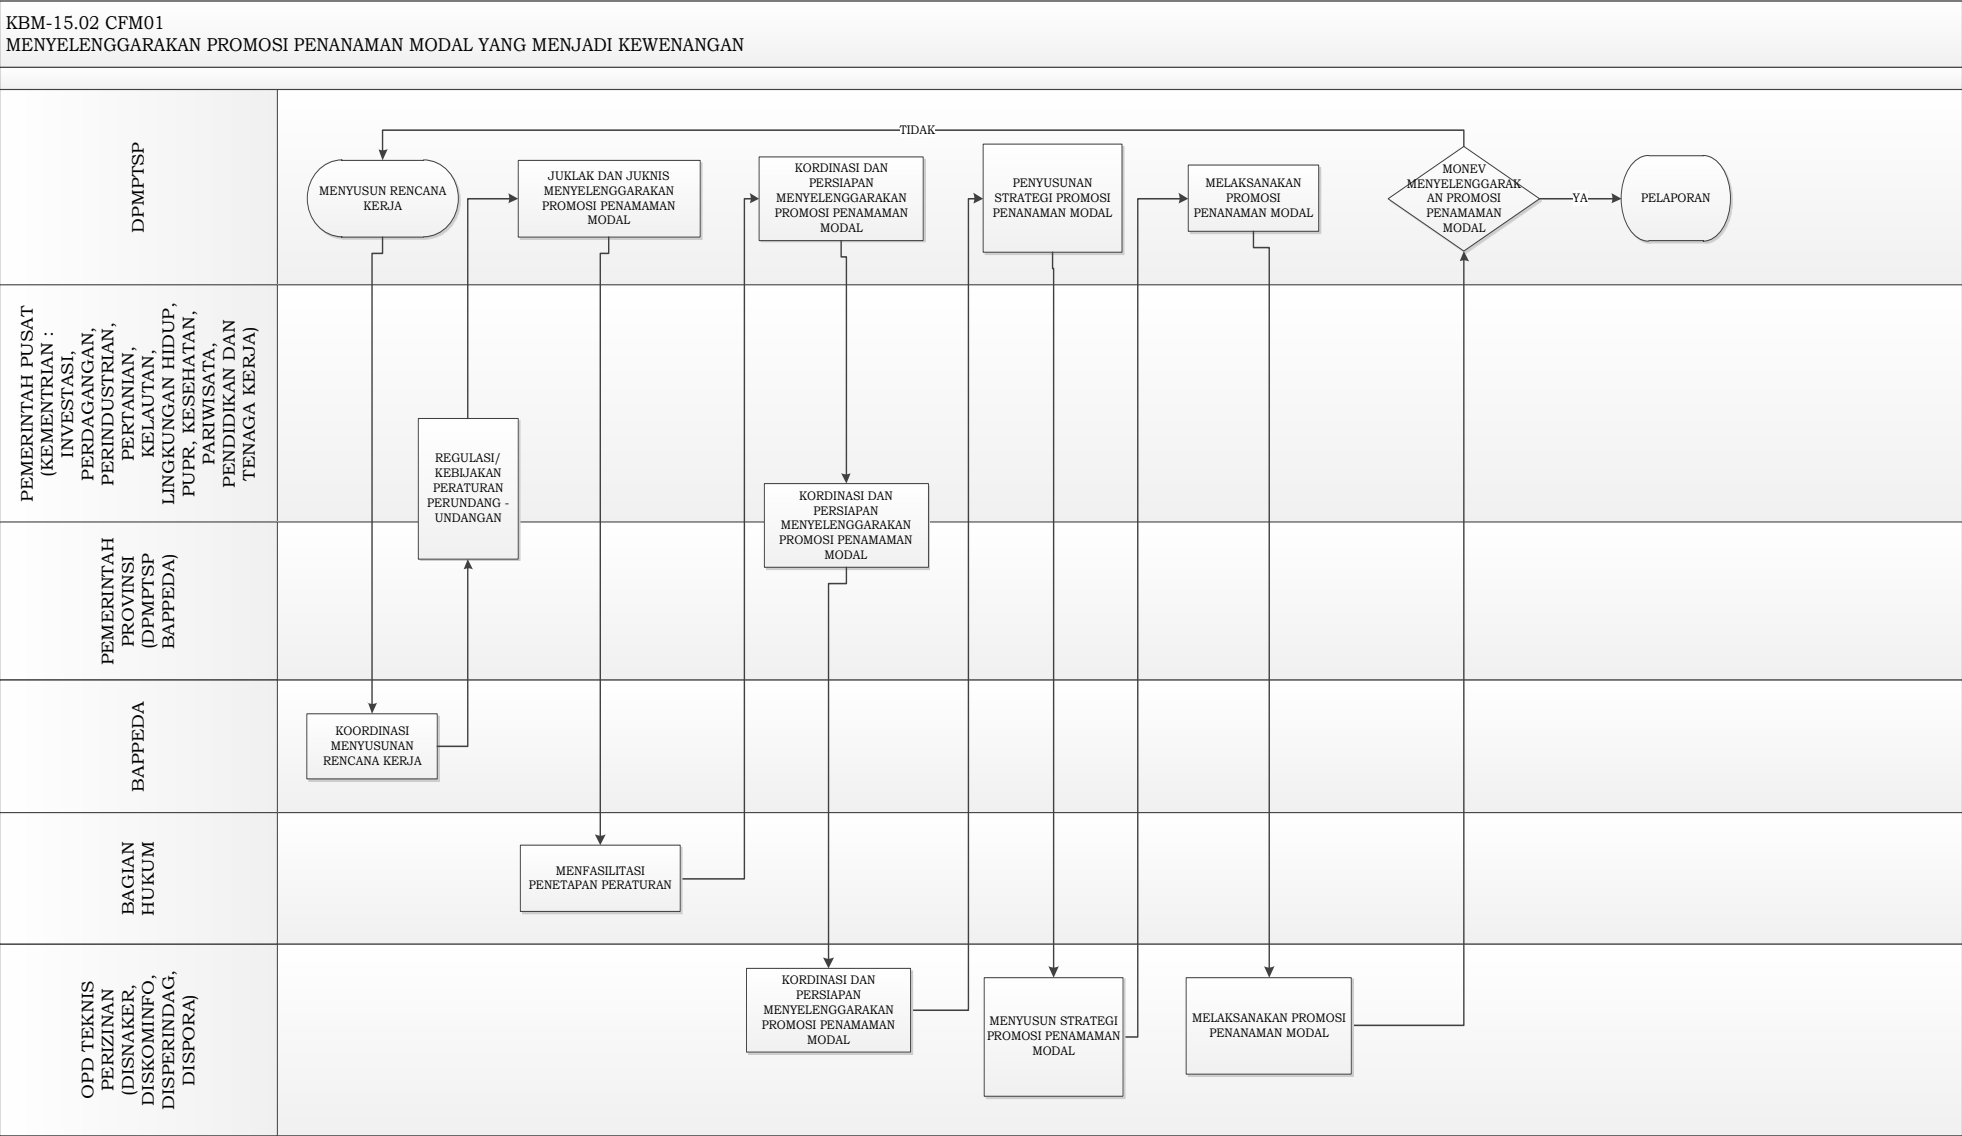 KBM-15.02 CFM01
MENYELENGGARAKAN PROMOSI PENANAMAN MODAL YANG MENJADI KEWENANGAN
DPMPTSP
TIDAK
MENYUSUN RENCANA
KERJA
JUKLAK DAN JUKNIS
MENYELENGGARAKAN
PROMOSI PENAMAMAN
MODAL
KORDINASI DAN
PERSIAPAN
MENYELENGGARAKAN
PROMOSI PENAMAMAN
MODAL
PENYUSUNAN
STRATEGI PROMOSI
PENANAMAN MODAL
MELAKSANAKAN
PROMOSI
PENANAMAN MODAL
MONEV
MENYELENGGARAK
AN PROMOSI
PENAMAMAN
MODAL
YA
PELAPORAN
PEMERINTAH PUSAT
(KEMENTRIAN :
INVESTASI,
PERDAGANGAN,
PERINDUSTRIAN,
PERTANIAN,
KELAUTAN,
LINGKUNGAN HIDUP,
PUPR, KESEHATAN,
PARIWISATA,
PENDIDIKAN DAN
TENAGA KERJA)
REGULASI/
KEBIJAKAN
PERATURAN
PERUNDANG -
UNDANGAN
KORDINASI DAN
PERSIAPAN
MENYELENGGARAKAN
PROMOSI PENAMAMAN
MODAL
PEMERINTAH
PROVINSI
(DPMPTSP
BAPPEDA)
BAPPEDA
KOORDINASI
MENYUSUNAN
RENCANA KERJA
BAGIAN
HUKUM
MENFASILITASI
PENETAPAN PERATURAN
OPD TEKNIS
PERIZINAN
(DISNAKER,
DISKOMINFO,
DISPERINDAG,
DISPORA)
KORDINASI DAN
PERSIAPAN
MENYELENGGARAKAN
PROMOSI PENAMAMAN
MODAL
MENYUSUN STRATEGI
PROMOSI PENAMAMAN
MODAL
MELAKSANAKAN PROMOSI
PENANAMAN MODAL